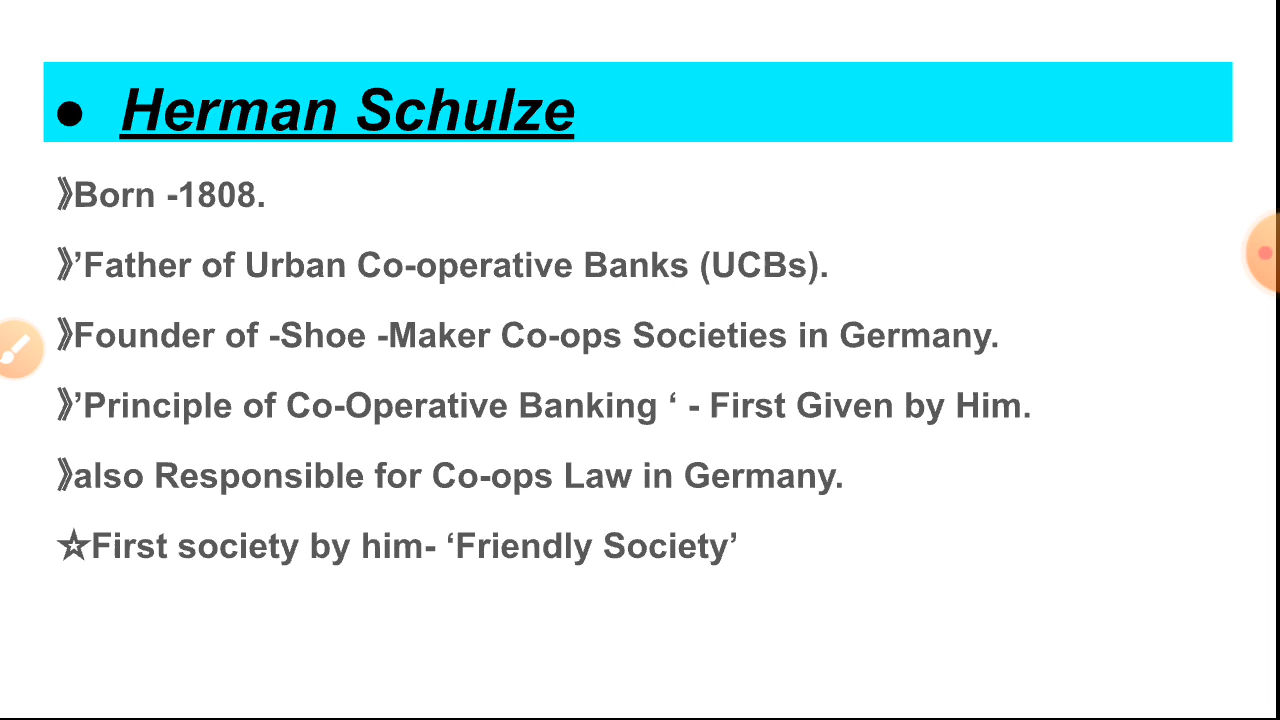 ● Herman Schulze
》Born -1808.
》’Father of Urban Co-operative Banks (UCBs).
》Founder of -Shoe -Maker Co-ops Societies in Germany.
》’Principle of Co-Operative Banking ‘ - First Given by Him.
》also Responsible for Co-ops Law in Germany.
☆First society by him- ‘Friendly Society’